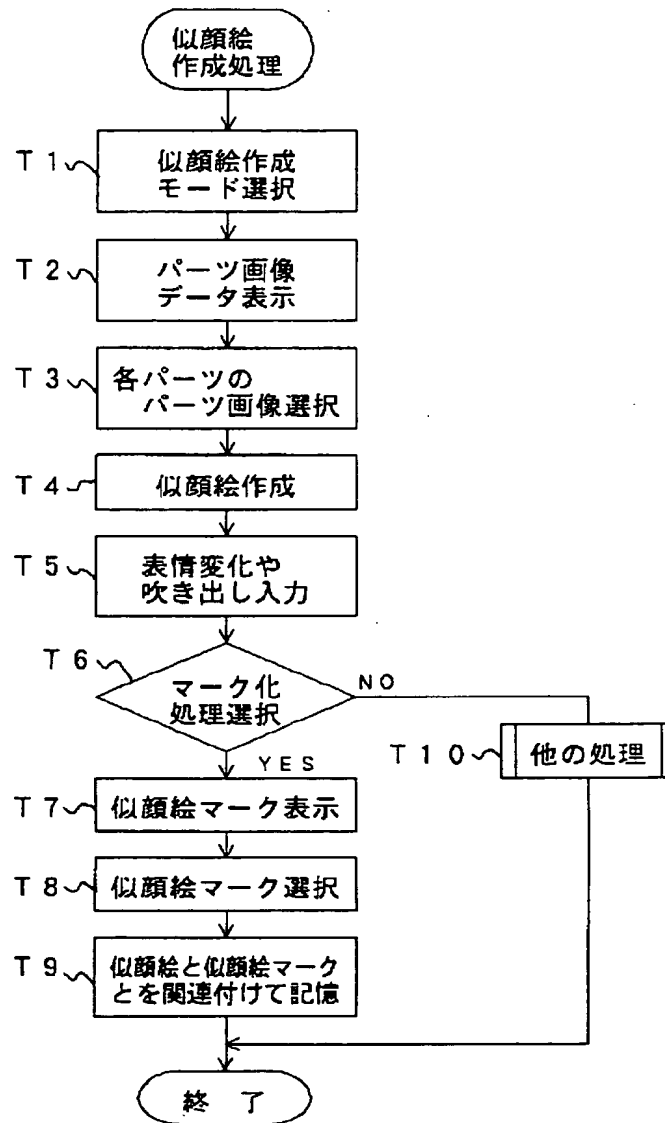 似顔絵
作成処理
T1
似顔絵作成
モード選択
T2
パーツ画像
データ表示
T3
各パーツの
パーツ画像選択
T4
似顔絵作成
T5
表情変化や
吹き出し入力
T6
マーク化
処理選択
NO
YES
T10
他の処理
T7
似顔絵マーク表示
T8
似顔絵マーク選択
T9
似顔絵と似顔絵マーク
とを関連付けて記憶
終 了